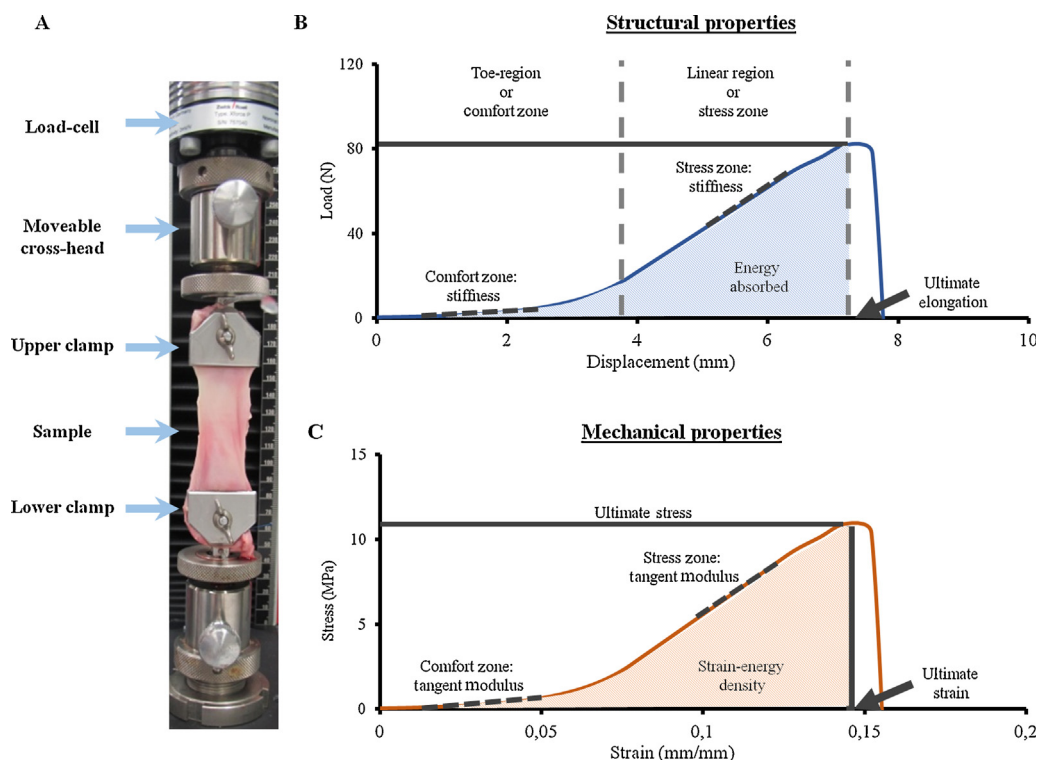 A
Load-cell
Moveable
cross-head
Upper clamp
Sample
Lower clamp
B
Structural properties
120
80
40
0
Load (N)
Toe-region
or
comfort zone
Linear region
or
stress zone
Stress zone:
stiffness
Comfort zone:
stiffness
Energy
absorbed
Ultimate
elongation
0
2
4
6
8
10
Displacement (mm)
C
Mechanical properties
15
10
5
0
Stress (MPa)
Ultimate stress
Stress zone:
tangent modulus
Comfort zone:
tangent modulus
Strain-energy
density
Ultimate
strain
0
0,05
0,1
0,15
0,2
Strain (mm/mm)